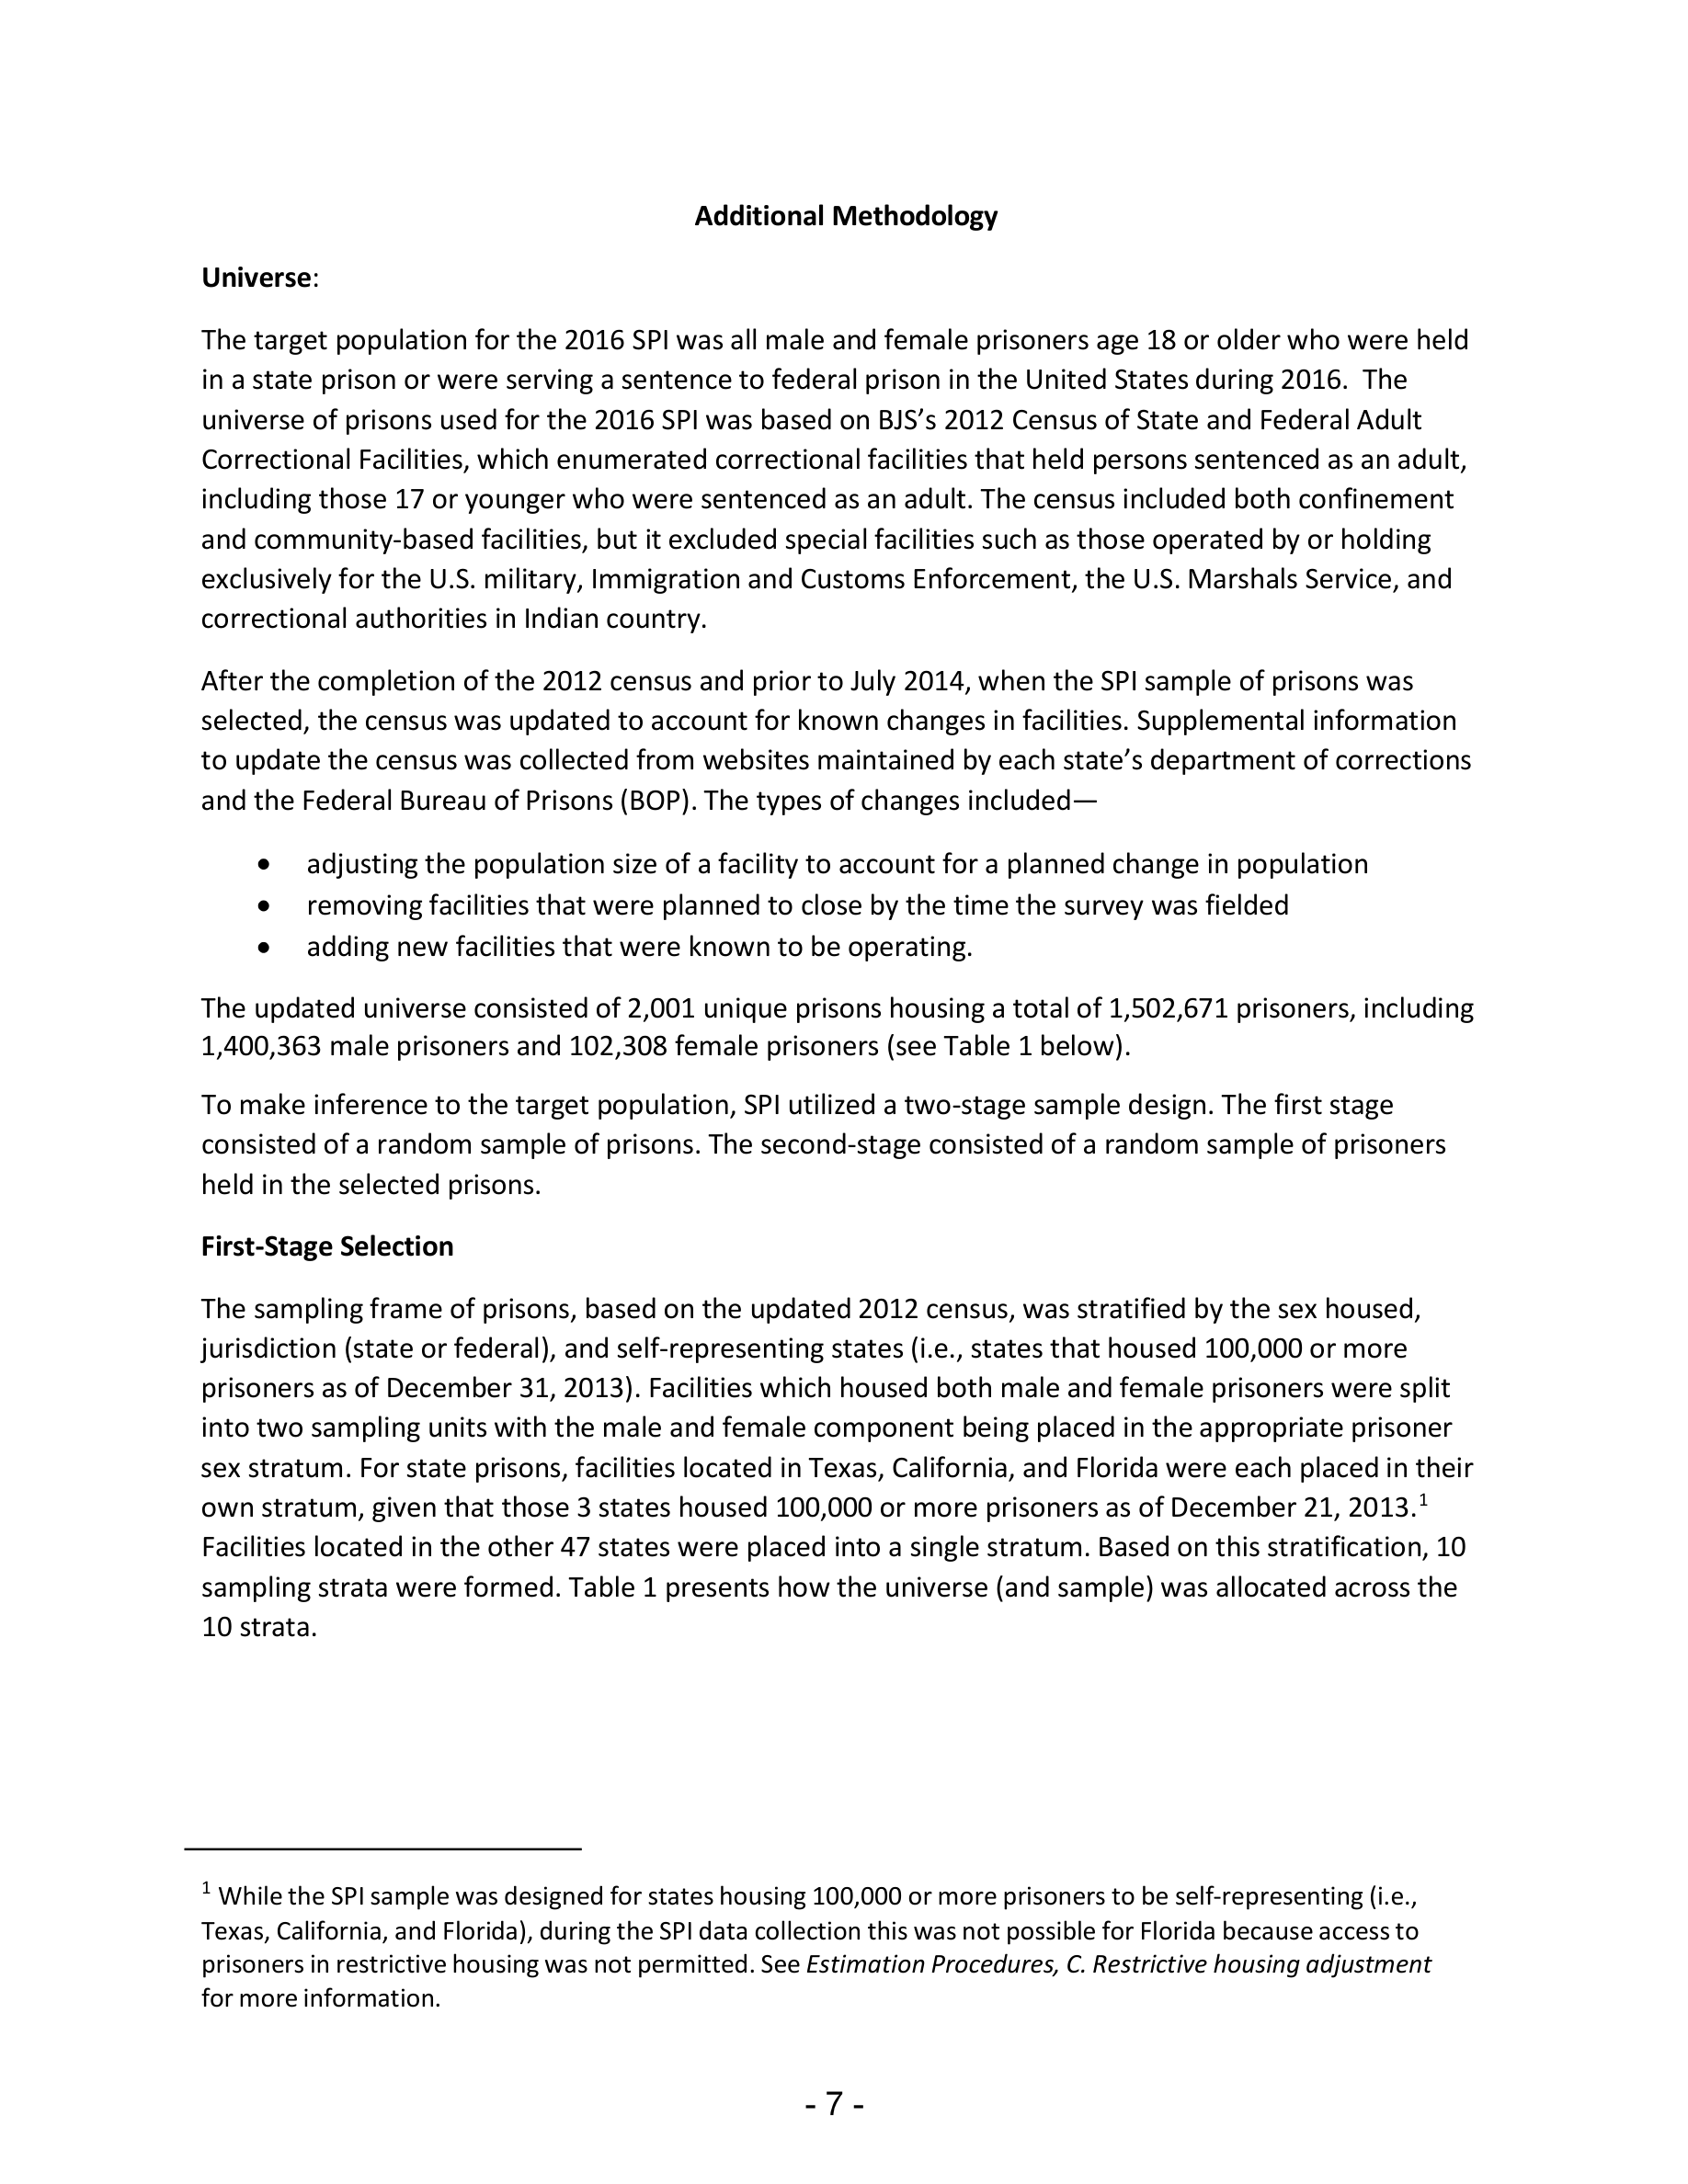 Additional Methodology
Universe:
The target population for the 2016 SPI was all male and female prisoners age 18 or older who were held
in a state prison or were serving a sentence to federal prison in the United States during 2016.  The
universe of prisons used for the 2016 SPI was based on BJS’s 2012 Census of State and Federal Adult
Correctional Facilities, which enumerated correctional facilities that held persons sentenced as an adult,
including those 17 or younger who were sentenced as an adult. The census included both confinement
and community-based facilities, but it excluded special facilities such as those operated by or holding
exclusively for the U.S. military, Immigration and Customs Enforcement, the U.S. Marshals Service, and
correctional authorities in Indian country.
After the completion of the 2012 census and prior to July 2014, when the SPI sample of prisons was
selected, the census was updated to account for known changes in facilities. Supplemental information
to update the census was collected from websites maintained by each state’s department of corrections
and the Federal Bureau of Prisons (BOP). The types of changes included—
• adjusting the population size of a facility to account for a planned change in population
• removing facilities that were planned to close by the time the survey was fielded
• adding new facilities that were known to be operating.
The updated universe consisted of 2,001 unique prisons housing a total of 1,502,671 prisoners, including
1,400,363 male prisoners and 102,308 female prisoners (see Table 1 below).
To make inference to the target population, SPI utilized a two-stage sample design. The first stage
consisted of a random sample of prisons. The second-stage consisted of a random sample of prisoners
held in the selected prisons.
First-Stage Selection
The sampling frame of prisons, based on the updated 2012 census, was stratified by the sex housed,
jurisdiction (state or federal), and self-representing states (i.e., states that housed 100,000 or more
prisoners as of December 31, 2013). Facilities which housed both male and female prisoners were split
into two sampling units with the male and female component being placed in the appropriate prisoner
sex stratum. For state prisons, facilities located in Texas, California, and Florida were each placed in their
own stratum, given that those 3 states housed 100,000 or more prisoners as of December 21, 2013.1
Facilities located in the other 47 states were placed into a single stratum. Based on this stratification, 10
sampling strata were formed. Table 1 presents how the universe (and sample) was allocated across the
10 strata.
1 While the SPI sample was designed for states housing 100,000 or more prisoners to be self-representing (i.e.,
Texas, California, and Florida), during the SPI data collection this was not possible for Florida because access to
prisoners in restrictive housing was not permitted. See Estimation Procedures, C. Restrictive housing adjustment
for more information.
- 7 -